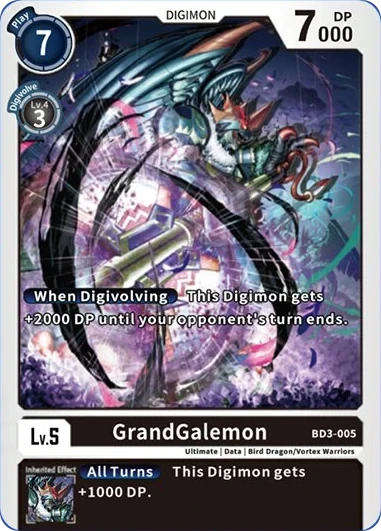 Play
7
DIGIMON
7000 DP
Digivolve
Lv.4
3
When Digivolving This Digimon gets
+2000 DP until your opponent's turn ends.
Lv.5
GrandGalemon
BD3-005
Ultimate | Data | Bird Dragon/Vortex Warriors
Inherited Effect
All Turns This Digimon gets
+1000 DP.